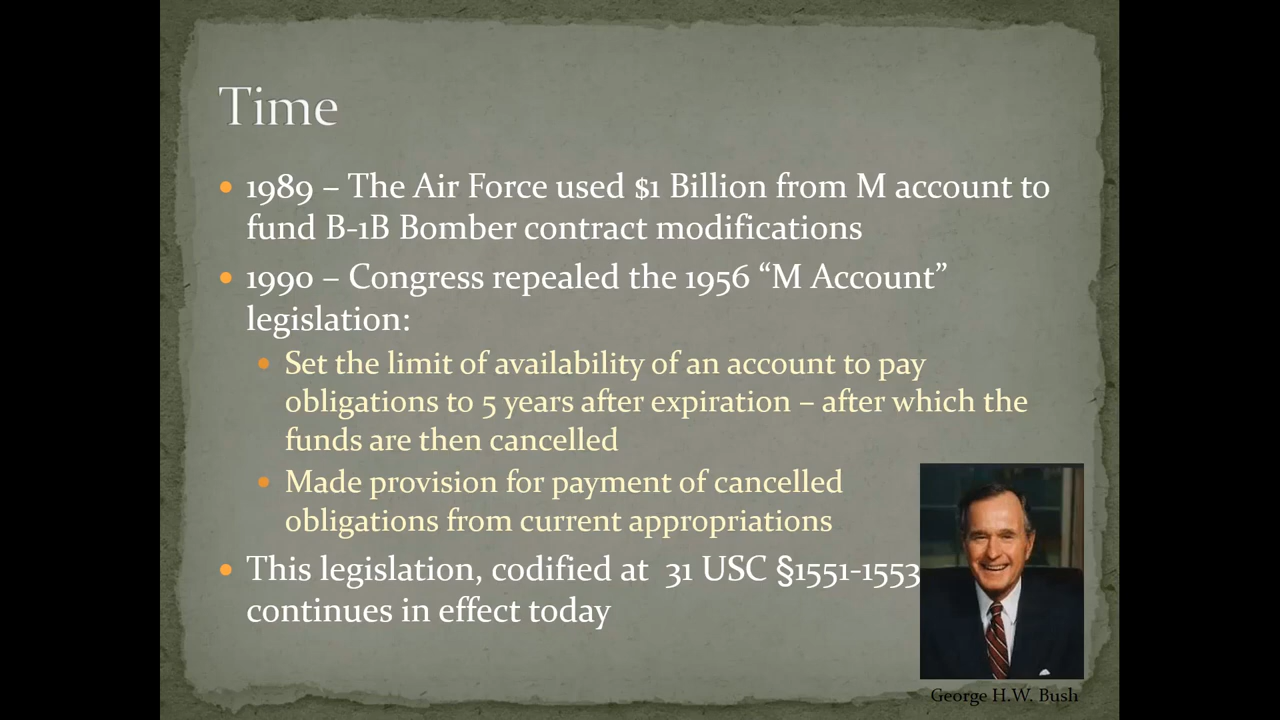 Time
• 1989 – The Air Force used $1 Billion from M account to
fund B-1B Bomber contract modifications
• 1990 – Congress repealed the 1956 “M Account”
legislation:
• Set the limit of availability of an account to pay
obligations to 5 years after expiration – after which the
funds are then cancelled
• Made provision for payment of cancelled
obligations from current appropriations
• This legislation, codified at 31 USC §1551-1553
continues in effect today
George H.W. Bush